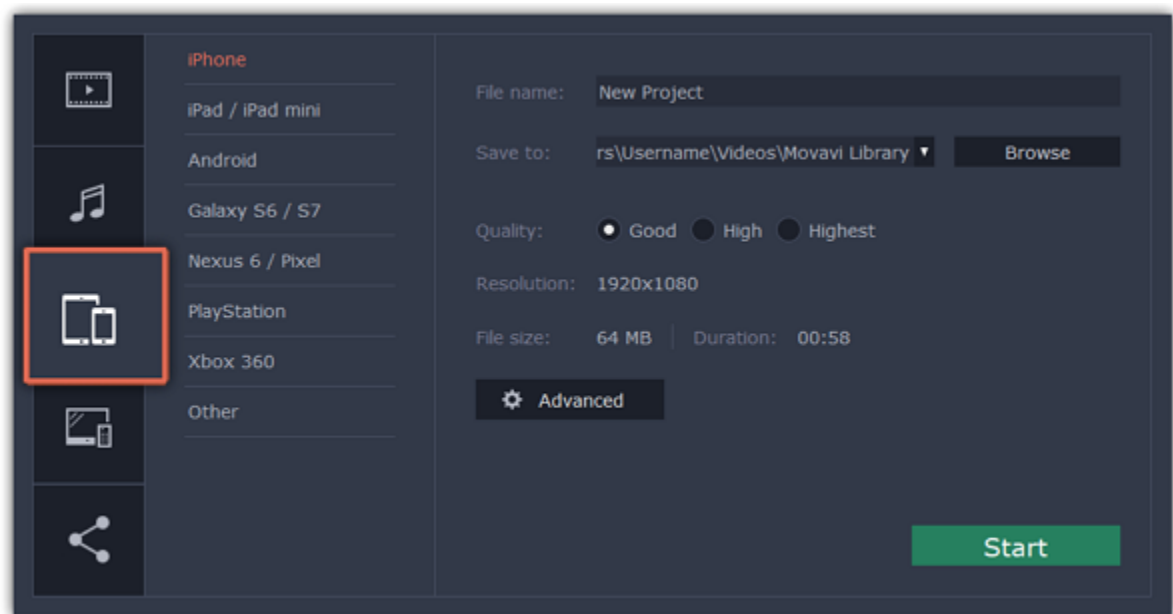 iPhone
iPad / iPad mini
Android
Galaxy S6 / S7
Nexus 6 / Pixel
PlayStation
Xbox 360
Other
File name: New Project
Save to: rs\Username\Videos\Movavi Library Browse
Quality: Good High Highest
Resolution: 1920x1080
File size: 64 MB Duration: 00:58
Advanced
Start